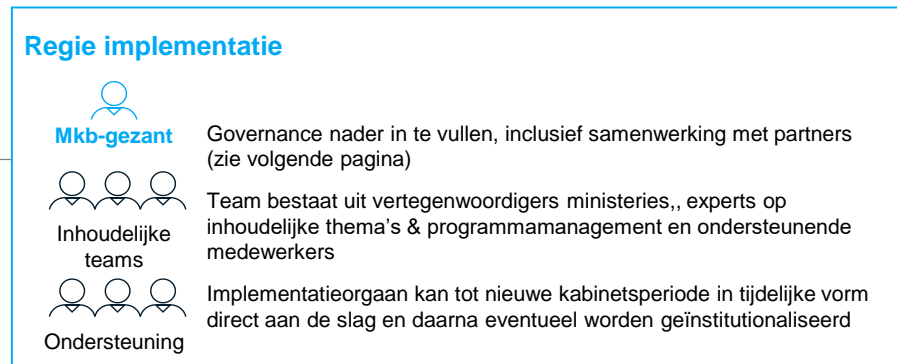 Regie implementatie
Mkb-gezant
Governance nader in te vullen, inclusief samenwerking met partners
(zie volgende pagina)
Inhoudelijke
teams
Team bestaat uit vertegenwoordigers ministeries,, experts op
inhoudelijke thema's & programmamanagement en ondersteunende
medewerkers
Ondersteuning
Implementatieorgaan kan tot nieuwe kabinetsperiode in tijdelijke vorm
direct aan de slag en daarna eventueel worden geïnstitutionaliseerd